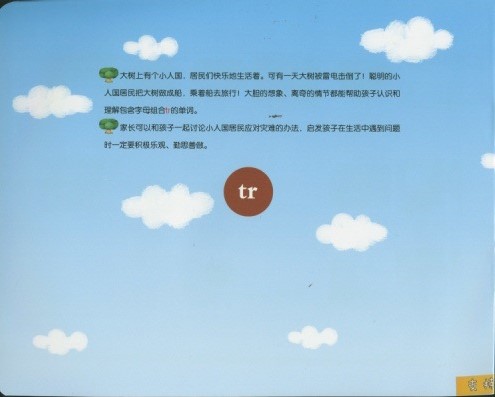 大树上有个小人国，居民们快乐地生活着。可有一天大树被雷电击倒了！聪明的小
人国居民把大树做成船，乘着船去旅行！大胆的想象、离奇的情节都能帮助孩子认识和
理解包含字母组合tr的单词。
家长可以和孩子一起讨论小人国居民应对灾难的办法，启发孩子在生活中遇到问题
时一定要积极乐观、勤思善做。
tr